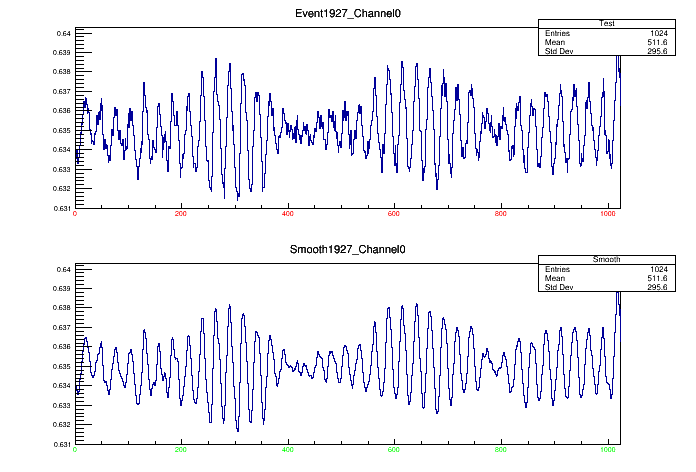 Event1927_Channel0
Test
Entries 1024
Mean 511.6
Std Dev 295.6
0.64
0.639
0.638
0.637
0.636
0.635
0.634
0.633
0.632
0.631
0 200 400 600 800 1000
Smooth1927_Channel0
Smooth
Entries 1024
Mean 511.6
Std Dev 295.6
0.64
0.639
0.638
0.637
0.636
0.635
0.634
0.633
0.632
0.631
0 200 400 600 800 1000